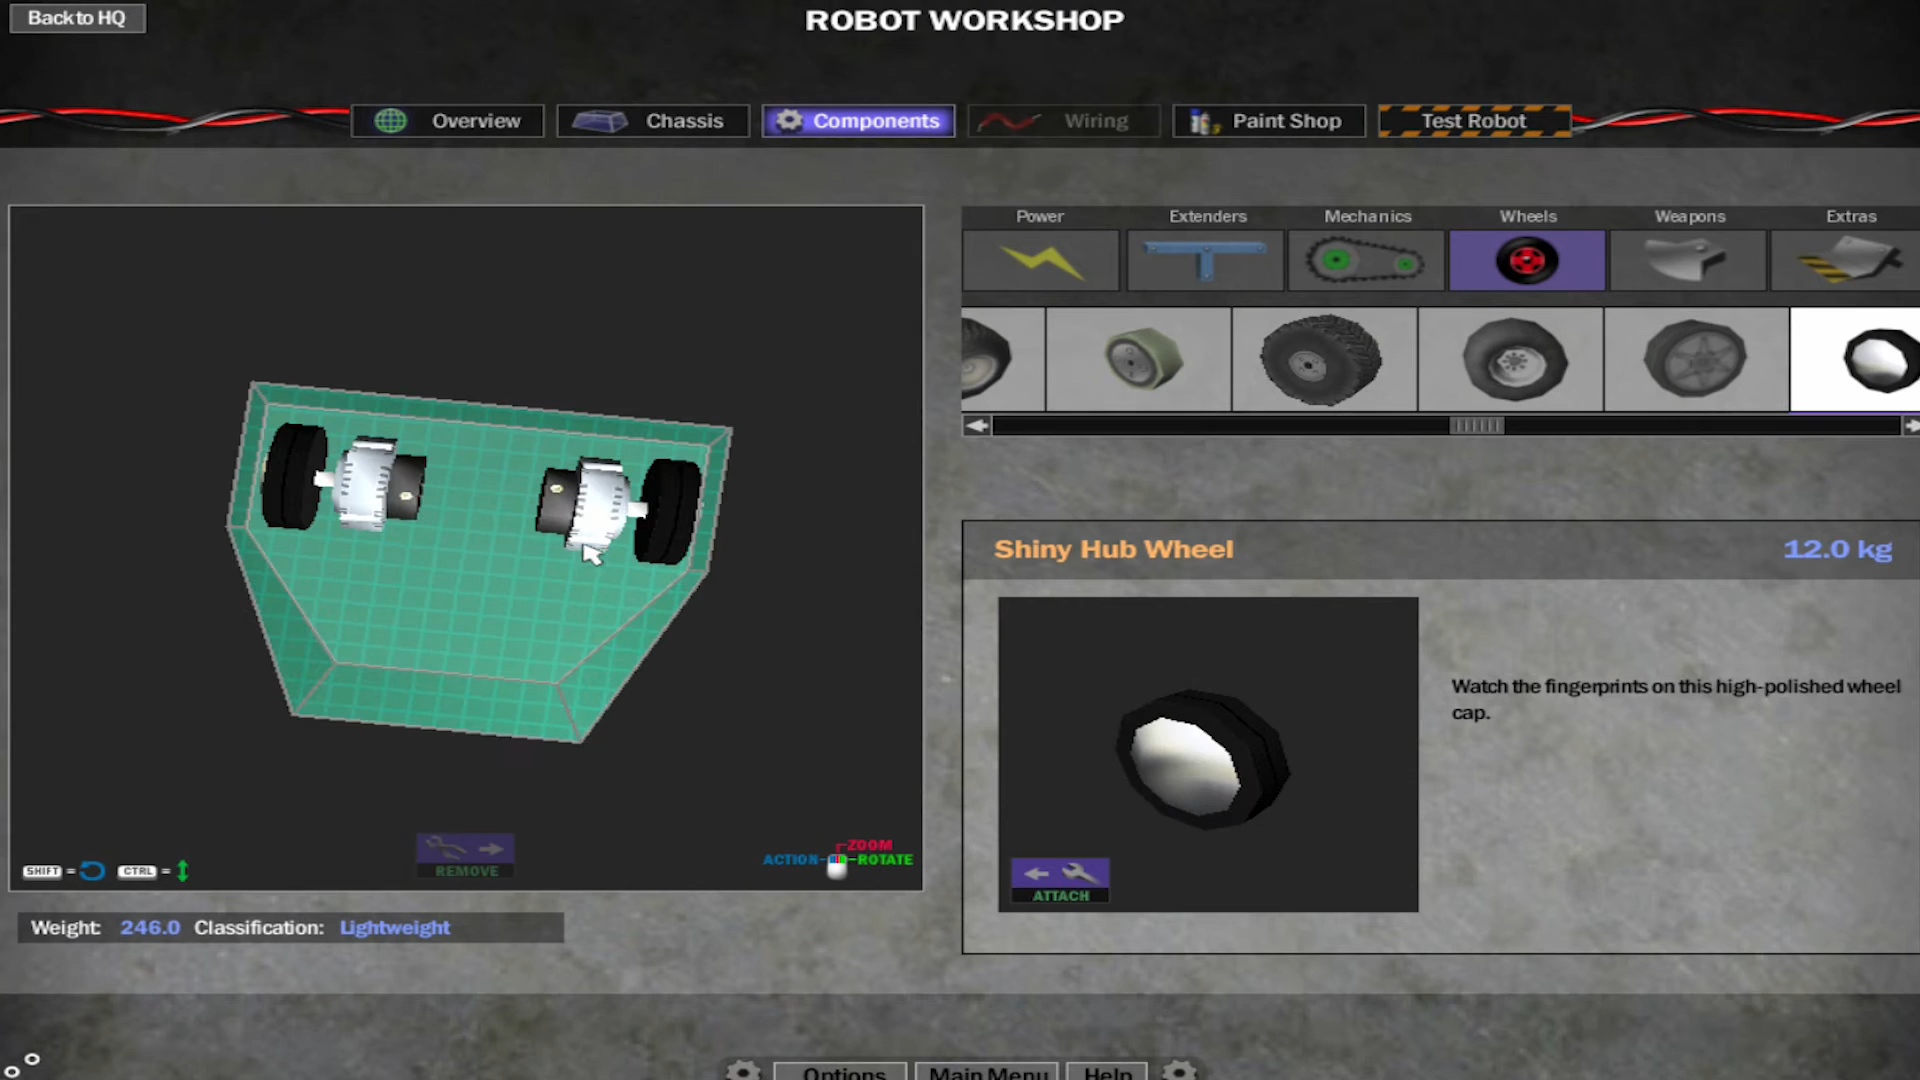 Back to HQ
ROBOT WORKSHOP
Overview
Chassis
Components
Wiring
Paint Shop
Test Robot
Power
Extenders
Mechanics
Wheels
Weapons
Extras
Shiny Hub Wheel
12.0 kg
Watch the fingerprints on this high-polished wheel
cap.
ATTACH
REMOVE
ZOOM
ACTION
ROTATE
SHIFT =
CTRL =
Weight: 246.0 Classification: Lightweight
Options
Main Menu
Help